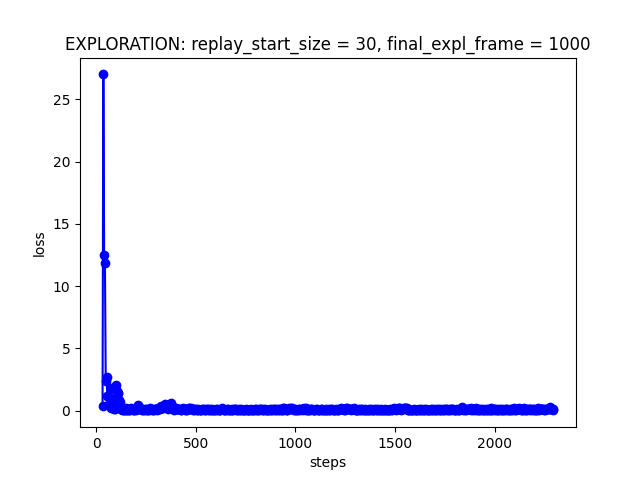 EXPLORATION: replay_start_size = 30, final_expl_frame = 1000
25
20
15
10
5
0
loss
0 500 1000 1500 2000
steps